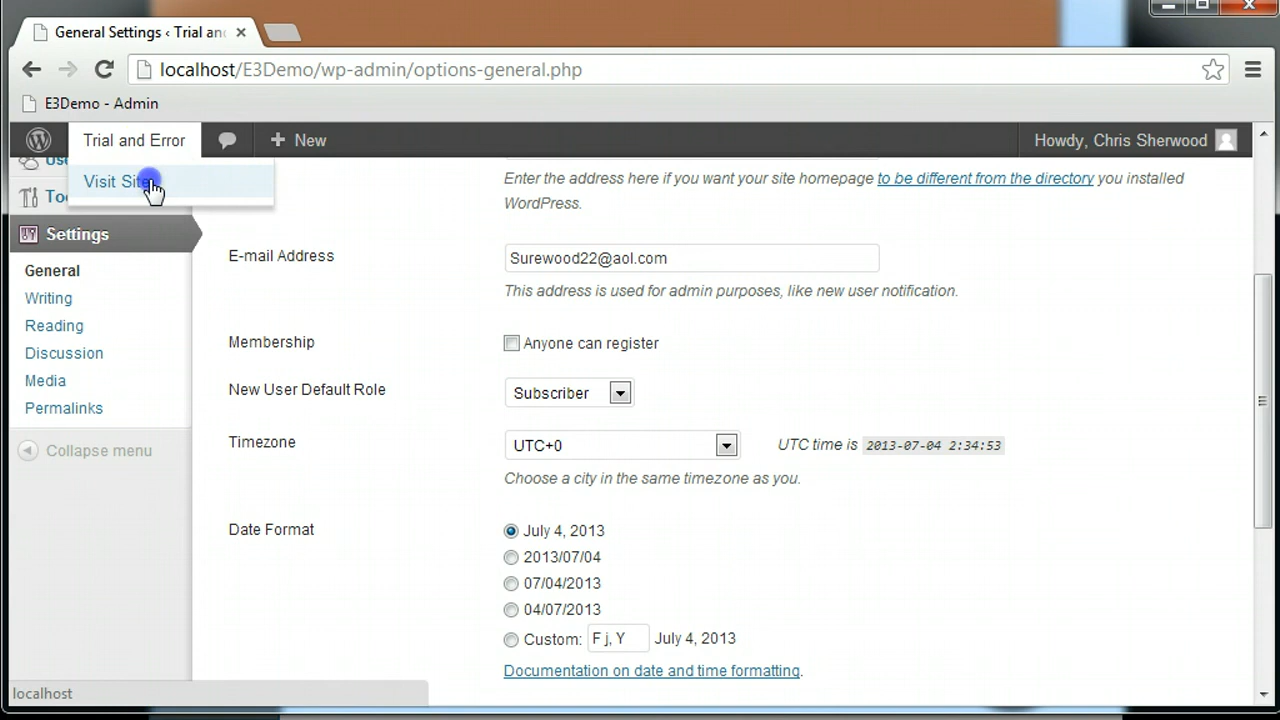 General Settings ‹ Trial an
localhost/E3Demo/wp-admin/options-general.php
E3Demo - Admin
Trial and Error
New
Howdy, Chris Sherwood
Visit Site
Enter the address here if you want your site homepage to be different from the directory you installed
WordPress.
Settings
General
Writing
Reading
Discussion
Media
Permalinks
Collapse menu
E-mail Address
Surewood22@aol.com
This address is used for admin purposes, like new user notification.
Membership
Anyone can register
New User Default Role
Subscriber
Timezone
UTC+0
UTC time is 2013-07-04 2:34:53
Choose a city in the same timezone as you.
Date Format
July 4, 2013
2013/07/04
07/04/2013
04/07/2013
Custom: F j, Y July 4, 2013
Documentation on date and time formatting.
localhost